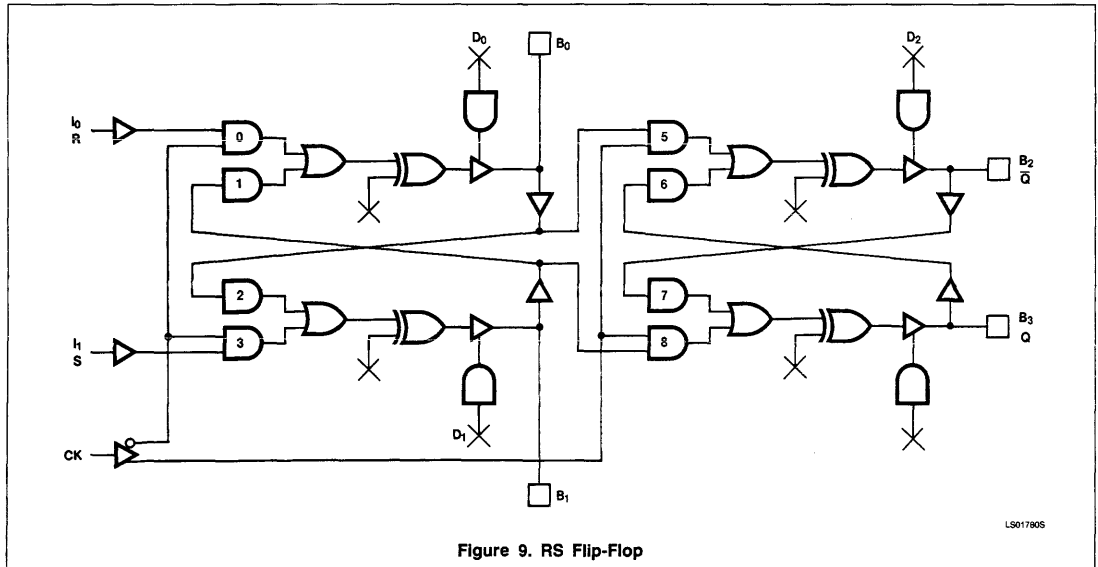 D0
B0
D2
I0
R
0
1
5
6
B2
Q̅
2
3
7
8
I1
S
B3
Q
D1
CK
B1
LS01780S
Figure 9. RS Flip-Flop